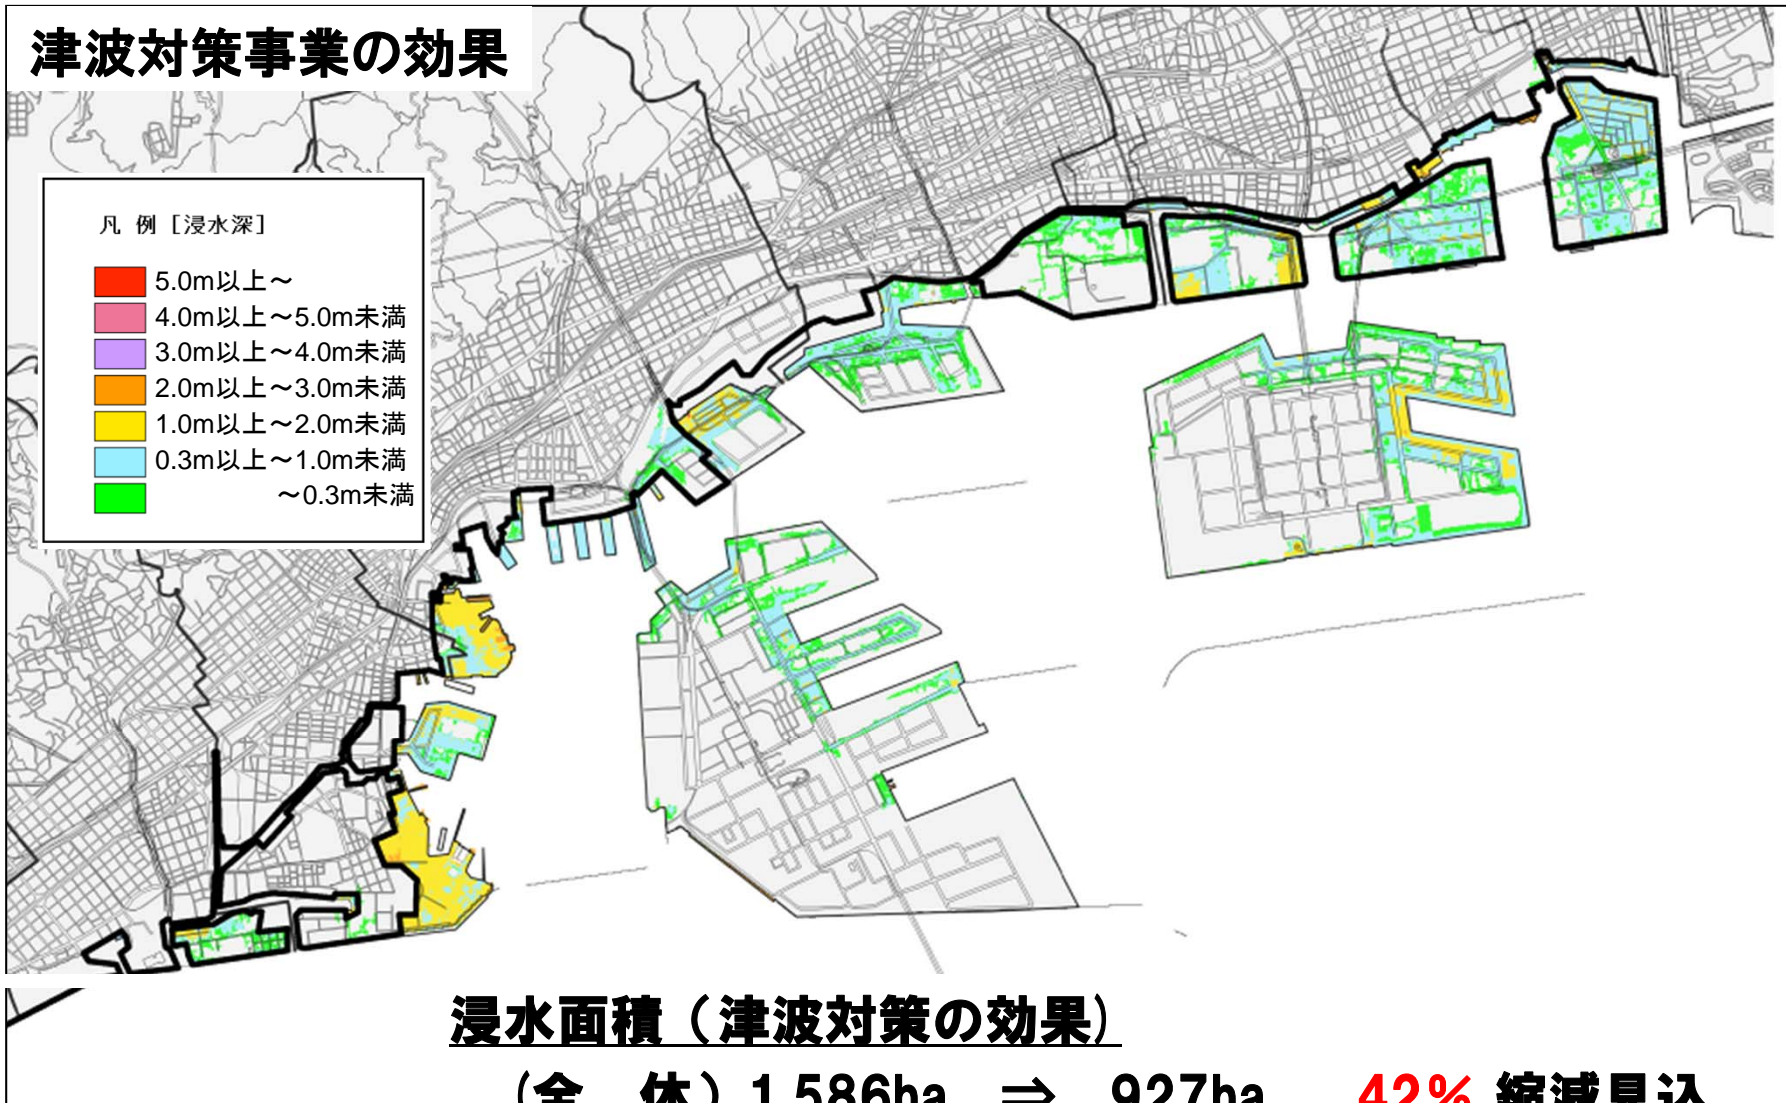 津波対策事業の効果
凡 例 [浸水深]
5.0m以上～
4.0m以上～5.0m未満
3.0m以上～4.0m未満
2.0m以上～3.0m未満
1.0m以上～2.0m未満
0.3m以上～1.0m未満
～0.3m未満
浸水面積（津波対策の効果）
（全　体）1,586ha　⇒　927ha　42% 縮減見込